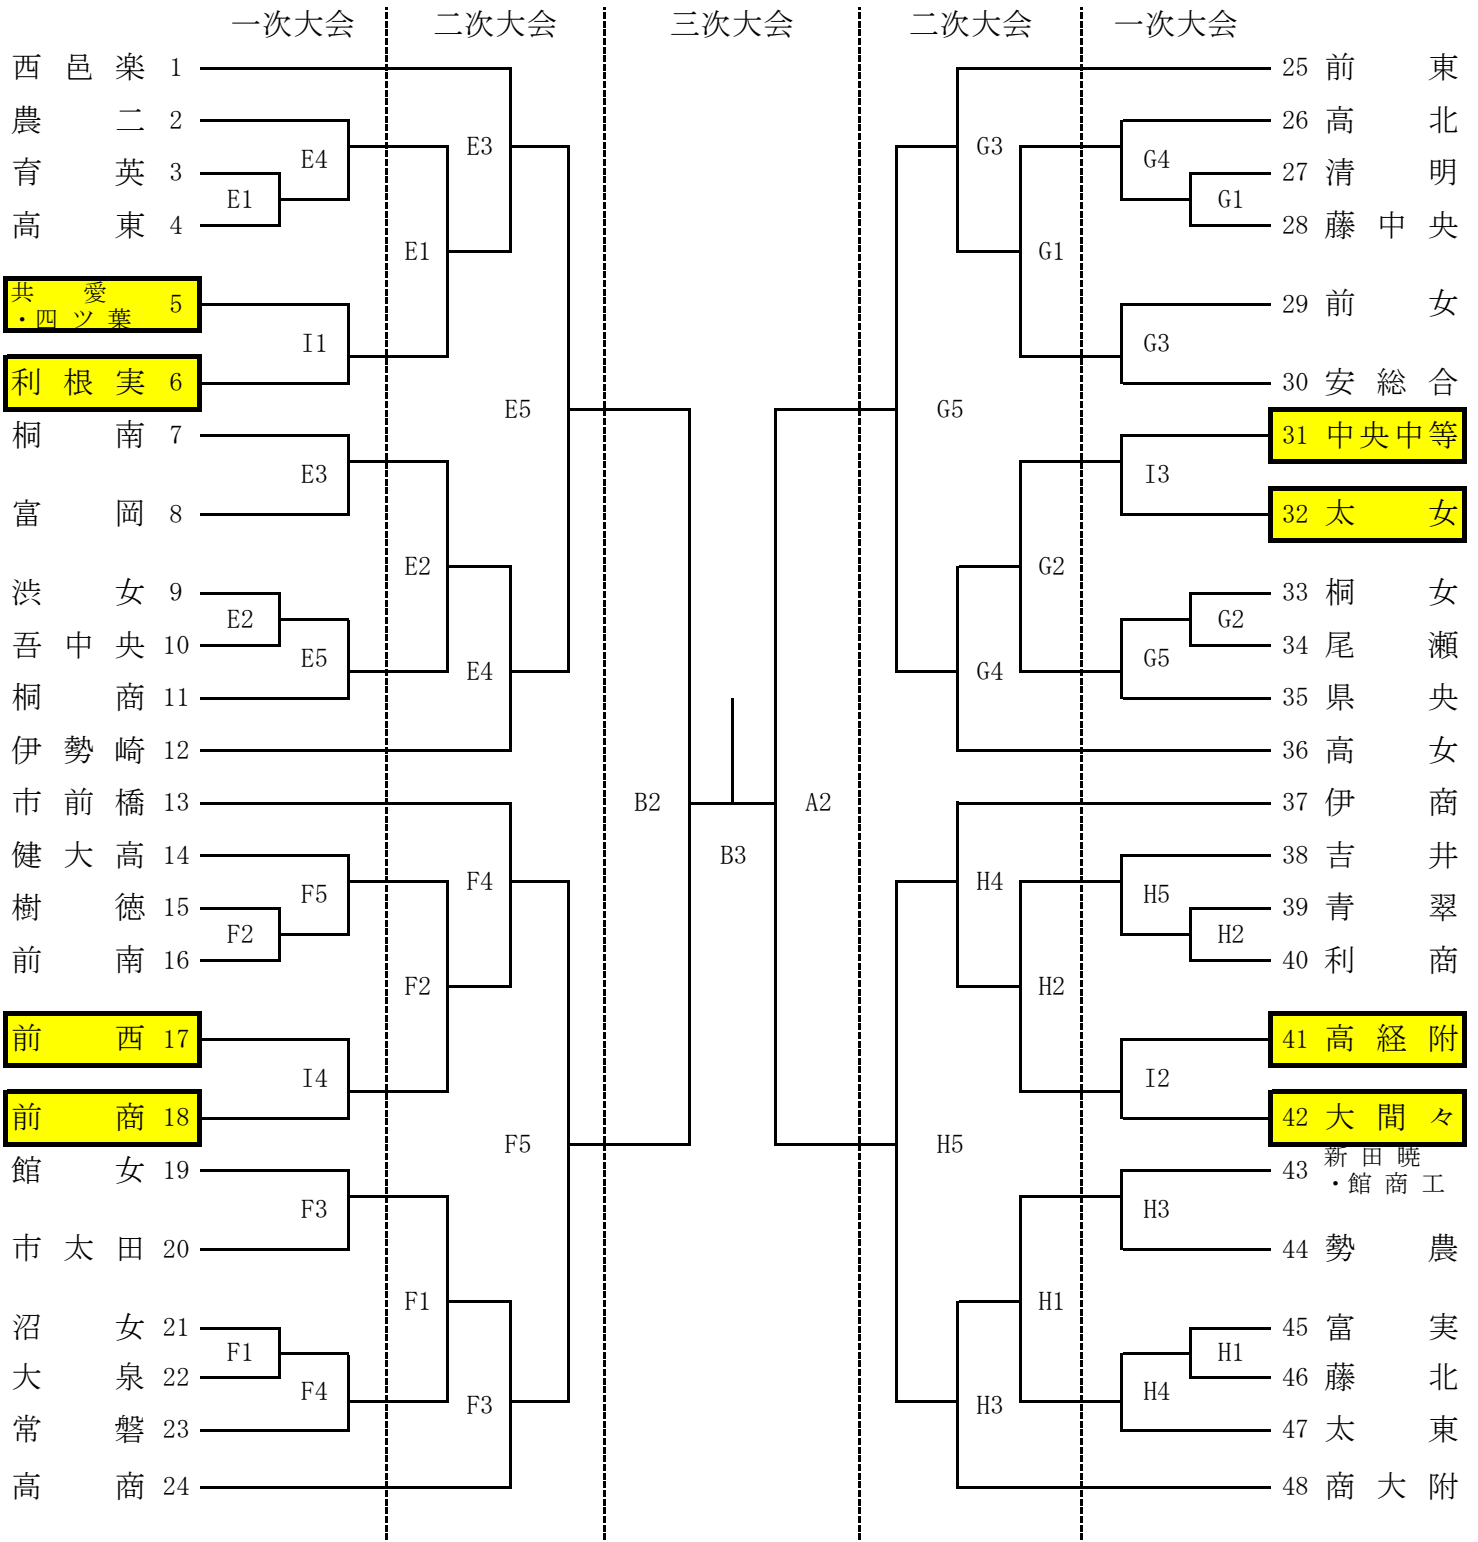 一次大会 二次大会 三次大会 二次大会 一次大会
西邑楽 1
農二 2
育英 3
高東 4
共愛
・四ツ葉 5
利根実 6
桐南 7
富岡 8
渋女 9
吾中央 10
桐商 11
伊勢崎 12
市前橋 13
健大高 14
樹徳 15
前南 16
前西 17
前商 18
館女 19
市太田 20
沼女 21
大泉 22
常磐 23
高商 24
E4
E1
I1
E3
E2
E5
F5
F2
I4
F3
F1
F4
E3
E1
E5
E2
E4
F4
F2
F5
F1
F3
B2
B3
A2
G3
G1
G5
G2
G4
H4
H2
H5
H1
H3
G4
G1
G3
I3
G2
G5
H5
H2
I2
H3
H1
H4
25 前東
26 高北
27 清明
28 藤中央
29 前女
30 安総合
31 中央中等
32 太女
33 桐女
34 尾瀬
35 県央
36 高女
37 伊商
38 吉井
39 青翠
40 利商
41 高経附
42 大間々
43 新田暁
・館商工
44 勢農
45 富実
46 藤北
47 太東
48 商大附